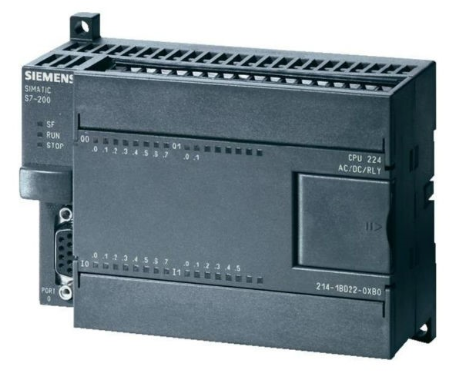 SIEMENS
SIMATIC
S7-200
SF
RUN
STOP
Q0 .0 .1 .2 .3 .4 .5 .6 .7 Q1 .0 .1
CPU 224
AC/DC/RLY
I0 .0 .1 .2 .3 .4 .5 .6 .7 I1 .0 .1 .2 .3 .4 .5
214-1BD22-0XB0
PORT
0